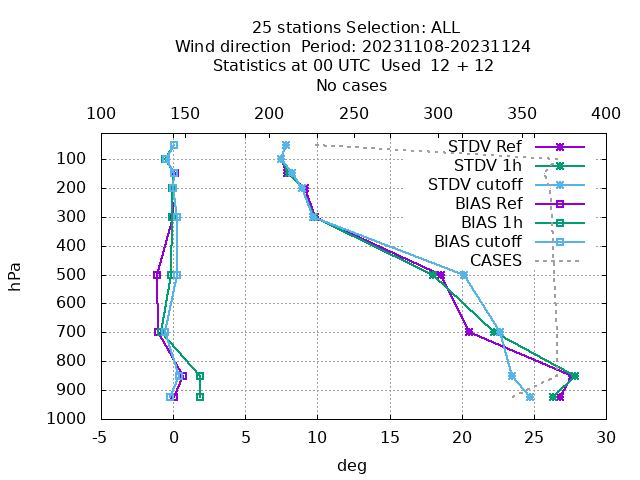 25 stations Selection: ALL
Wind direction  Period: 20231108-20231124
Statistics at 00 UTC  Used  12 + 12
No cases
100 150 200 250 300 350 400
STDV Ref
STDV 1h
STDV cutoff
BIAS Ref
BIAS 1h
BIAS cutoff
CASES
hPa
100
200
300
400
500
600
700
800
900
1000
-5 0 5 10 15 20 25 30
deg